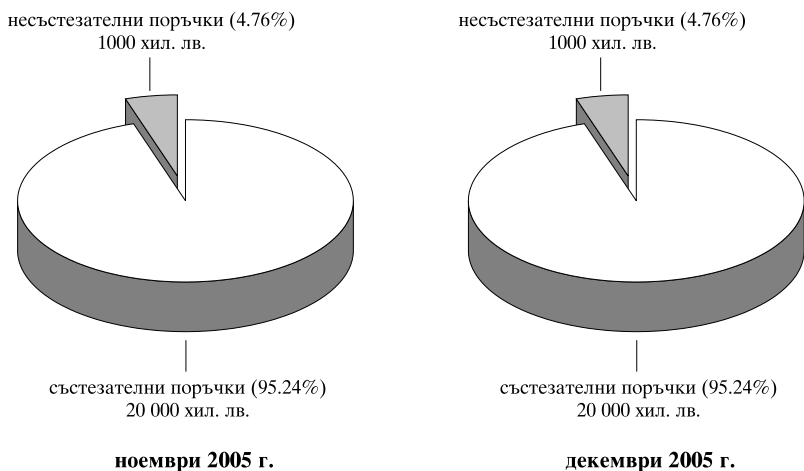 несъстезателни поръчки (4.76%)
1000 хил. лв.
състезателни поръчки (95.24%)
20 000 хил. лв.
ноември 2005 г.
несъстезателни поръчки (4.76%)
1000 хил. лв.
състезателни поръчки (95.24%)
20 000 хил. лв.
декември 2005 г.